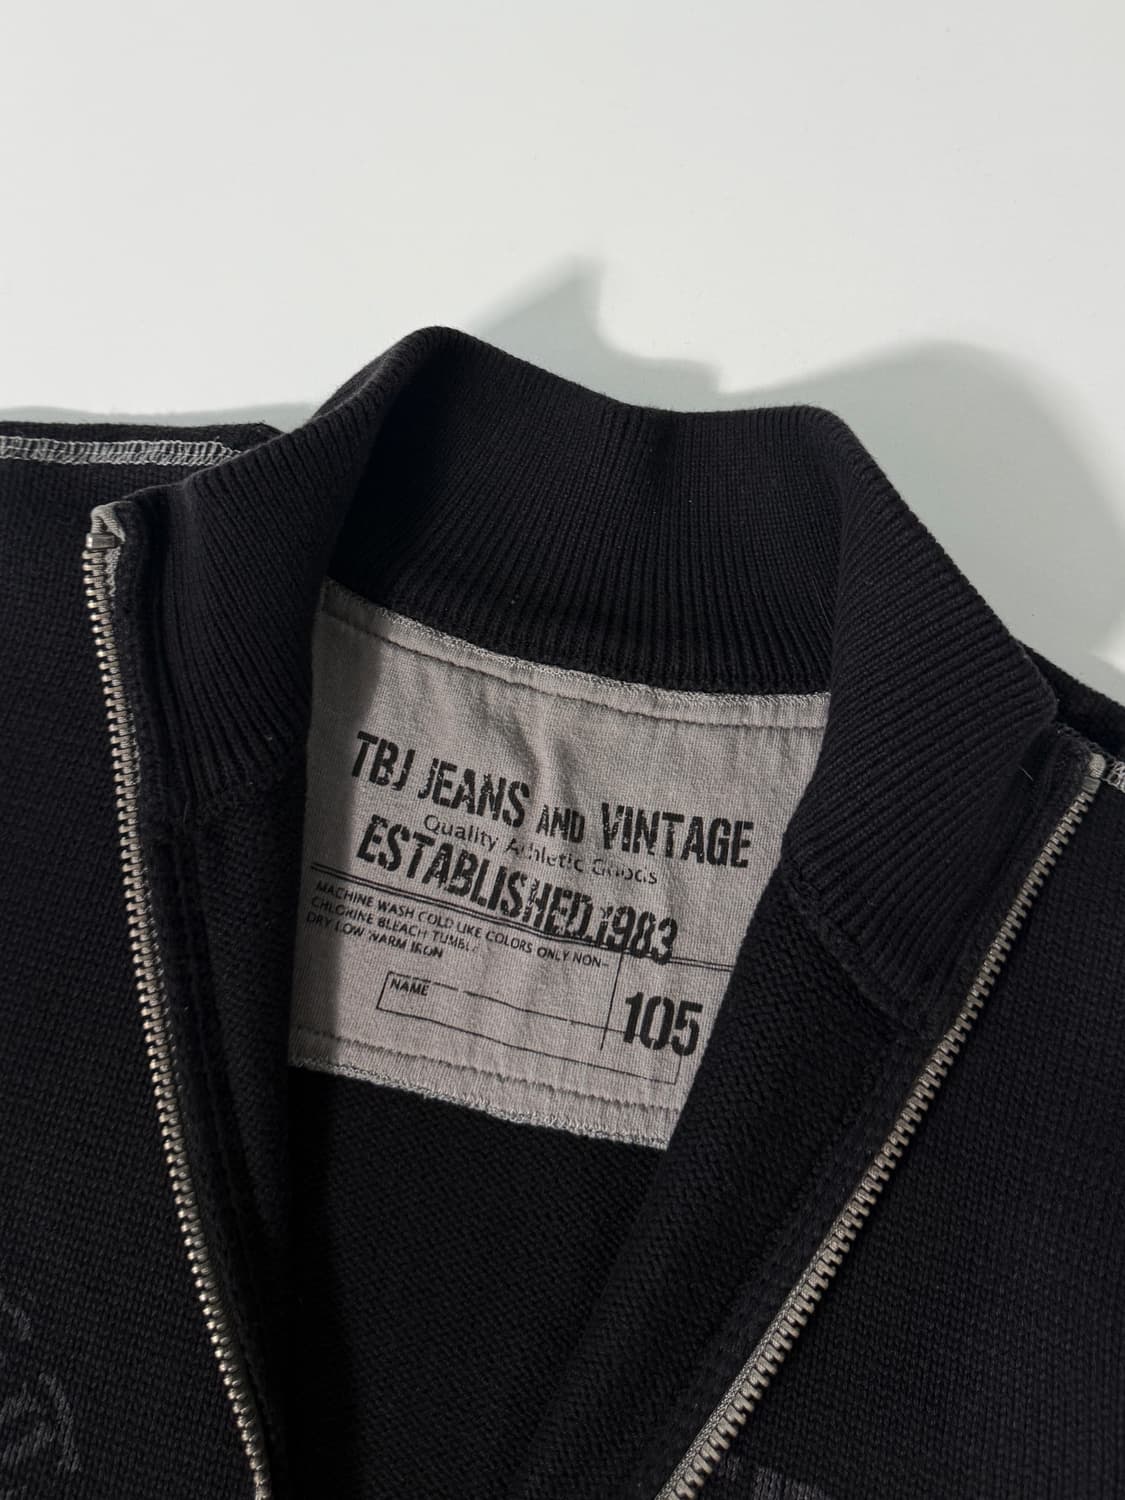 TBJ JEANS AND VINTAGE
Quality Athletic Goods
ESTABLISHED.1983
MACHINE WASH COLD LIKE COLORS ONLY NON-
CHLORINE BLEACH TUMBLE
DRY LOW WARM IRON
NAME
105